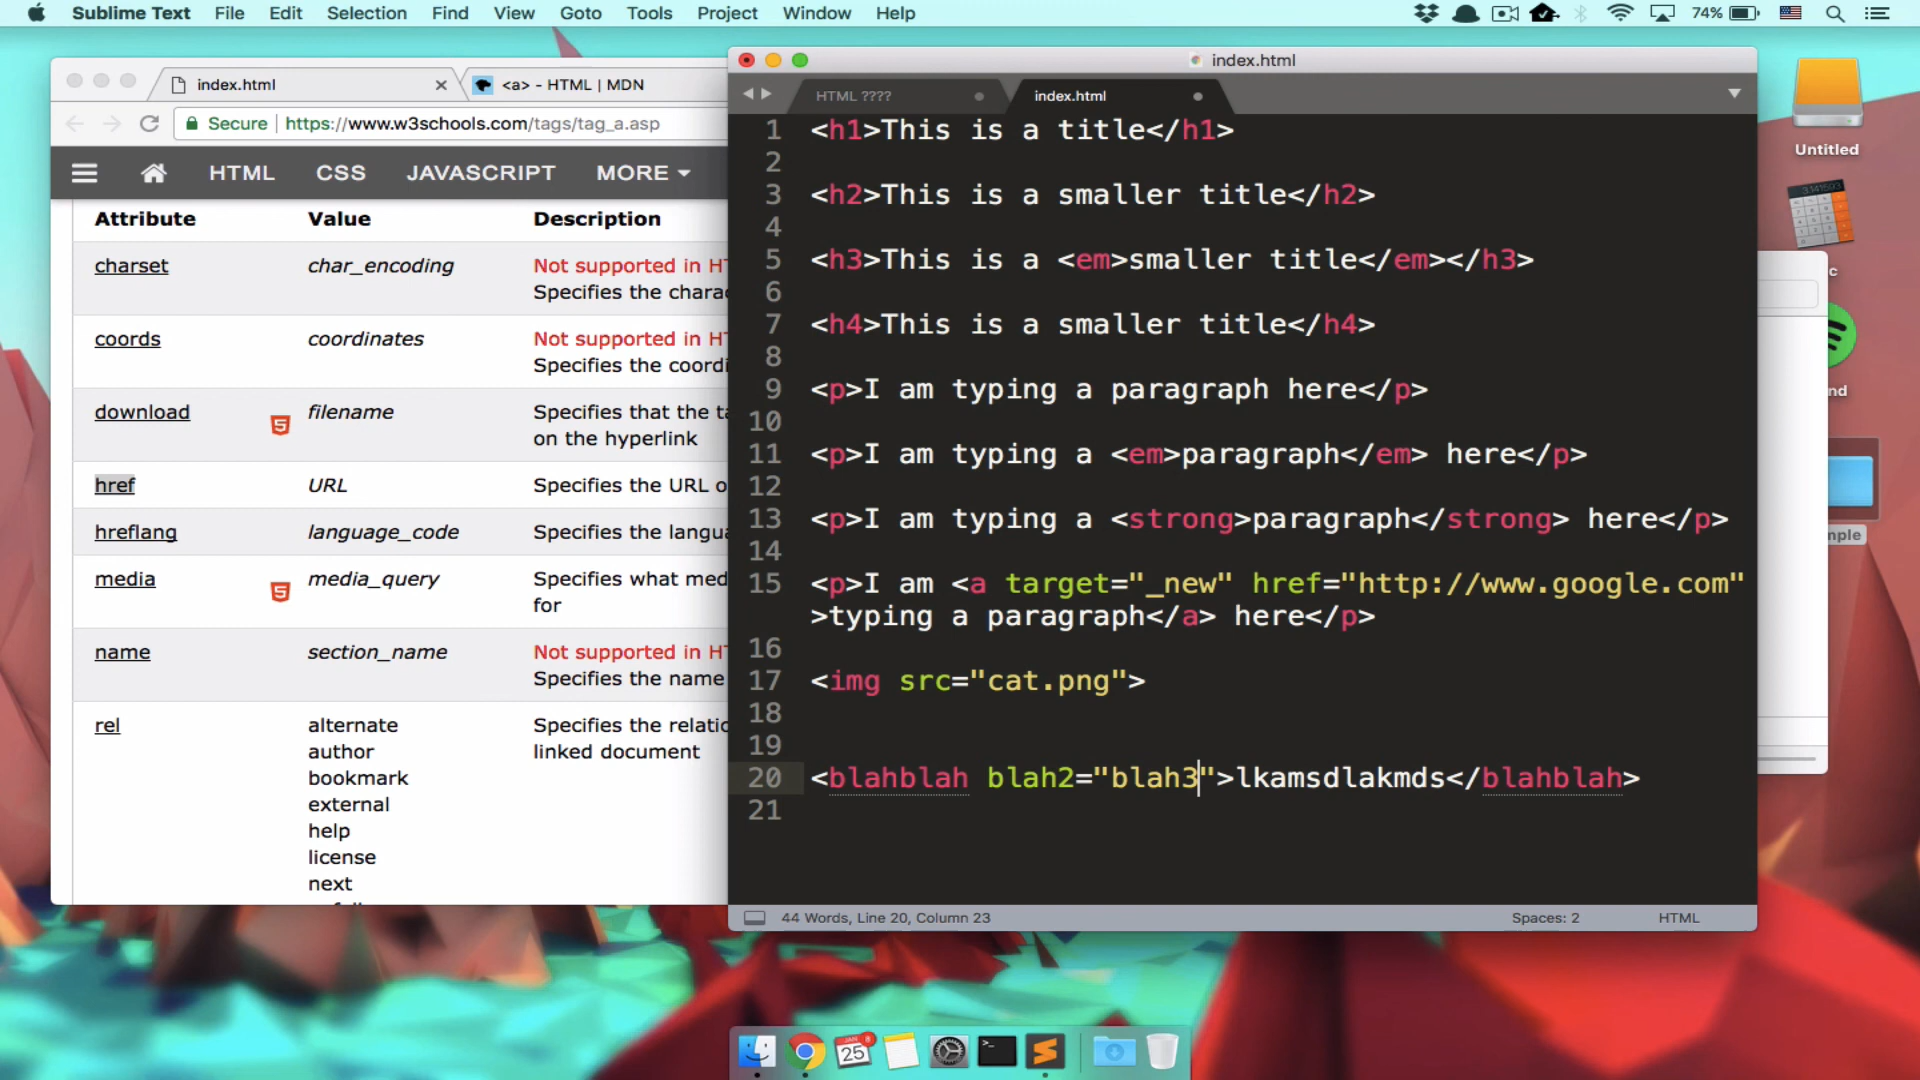 Sublime Text File Edit Selection Find View Goto Tools Project Window Help 74%
index.html
<a> - HTML | MDN
Secure https://www.w3schools.com/tags/tag_a.asp
HTML CSS JAVASCRIPT MORE
Attribute Value Description
charset char_encoding Not supported in
Specifies the
coords coordinates Not supported in
Specifies the
download 5 filename Specifies that the
on the hyperlink
href URL Specifies the URL
hreflang language_code Specifies the
media 5 media_query Specifies what
for
name section_name Not supported in
Specifies the name
rel alternate Specifies the
author linked document
bookmark
external
help
license
next
index.html
HTML ????
index.html
1 <h1>This is a title</h1>
2
3 <h2>This is a smaller title</h2>
4
5 <h3>This is a <em>smaller title</em></h3>
6
7 <h4>This is a smaller title</h4>
8
9 <p>I am typing a paragraph here</p>
10
11 <p>I am typing a <em>paragraph</em> here</p>
12
13 <p>I am typing a <strong>paragraph</strong> here</p>
14
15 <p>I am <a target="_new" href="http://www.google.com"
>typing a paragraph</a> here</p>
16
17 <img src="cat.png">
18
19
20 <blahblah blah2="blah3">lkamsdlakmds</blahblah>
21
44 Words, Line 20, Column 23 Spaces: 2 HTML
Untitled
JAN
25